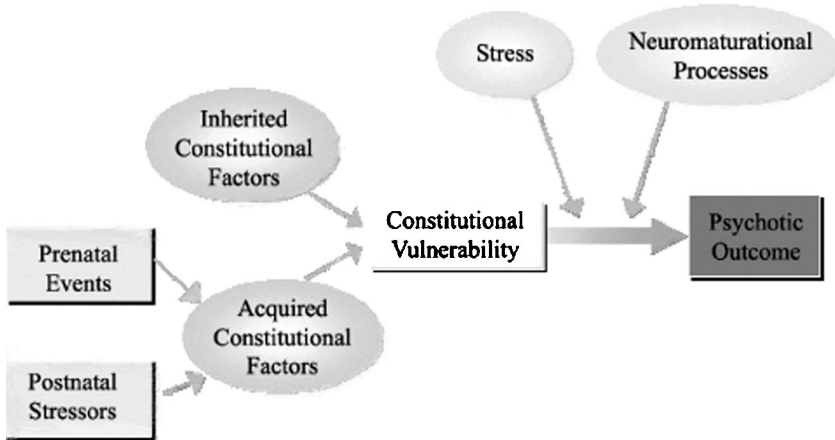 Stress
Neuromaturational
Processes
Inherited
Constitutional
Factors
Constitutional
Vulnerability
Psychotic
Outcome
Prenatal
Events
Acquired
Constitutional
Factors
Postnatal
Stressors